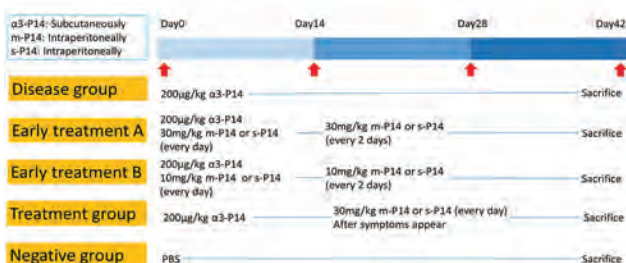 α3-P14: Subcutaneously
m-P14: Intraperitoneally
s-P14: Intraperitoneally
Day0
Day14
Day28
Day42
Disease group
200μg/kg α3-P14
Sacrifice
Early treatment A
200μg/kg α3-P14
30mg/kg m-P14 or s-P14
(every day)
30mg/kg m-P14 or s-P14
(every 2 days)
Sacrifice
Early treatment B
200μg/kg α3-P14
10mg/kg m-P14 or s-P14
(every day)
10mg/kg m-P14 or s-P14
(every 2 days)
Sacrifice
Treatment group
200μg/kg α3-P14
30mg/kg m-P14 or s-P14 (every day)
After symptoms appear
Sacrifice
Negative group
PBS
Sacrifice